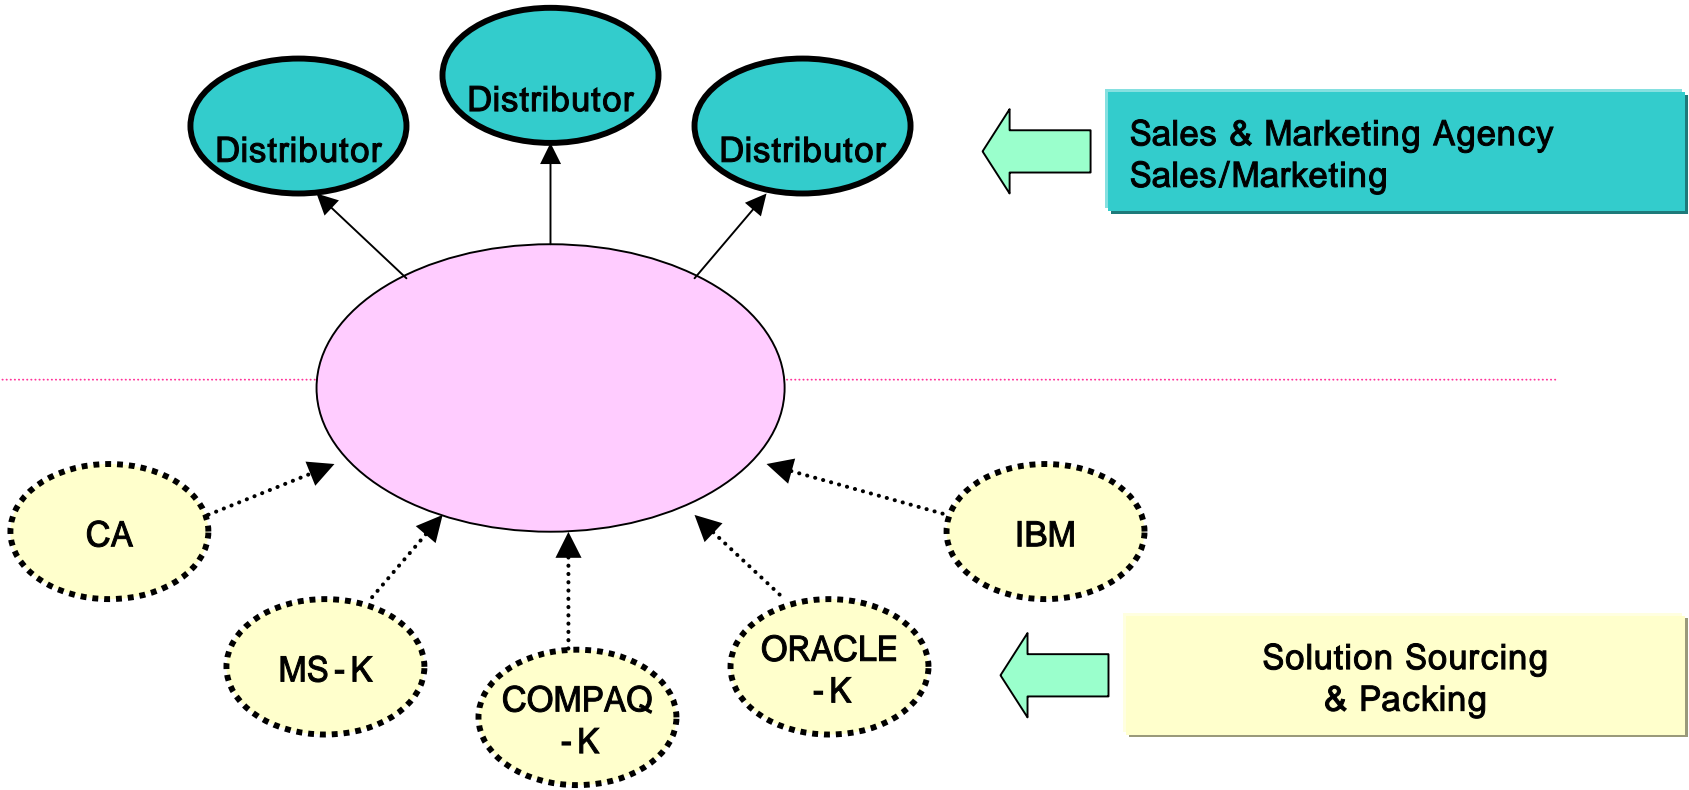 Distributor
Distributor
Distributor
Sales & Marketing Agency
Sales/Marketing
CA
IBM
MS-K
COMPAQ
-K
ORACLE
-K
Solution Sourcing
& Packing